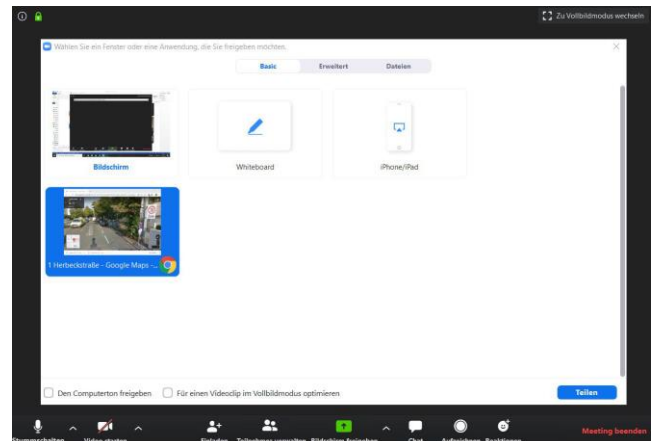 Zu Vollbildmodus wechseln
Wählen Sie ein Fenster oder eine Anwendung, die Sie freigeben möchten.
Basic Erweitert Dateien
Bildschirm Whiteboard iPhone/iPad
1 Herbeckstraße - Google Maps -...
Den Computerton freigeben Für einen Videoclip im Vollbildmodus optimieren Teilen
Stummschalten Video starten Einladen Teilnehmer verwalten Bildschirm freigeben Chat Aufzeichnen Reaktionen Meeting beenden